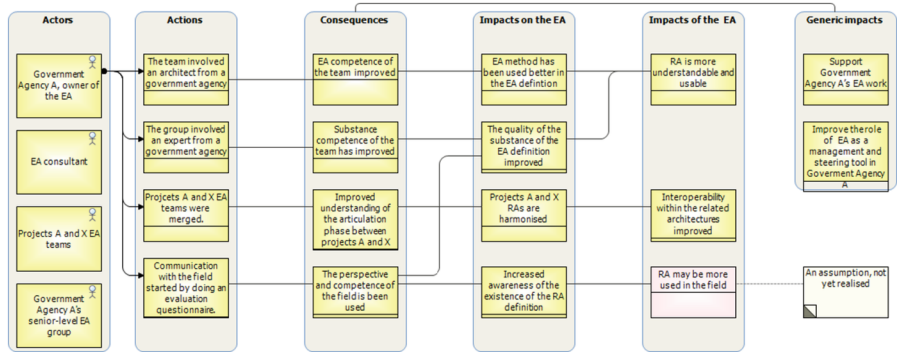 Actors
Government
Agency A, owner of
the EA
EA consultant
Projects A and X EA
teams
Government
Agency A's
senior-level EA
group
Actions
The team involved
an architect from a
government agency
The group involved
an expert from a
government agency
Projcets A and X EA
teams were
merged.
Communication
with the field
started by doing an
evaluation
questionnaire.
Consequences
EA competence of
the team improved
Substance
competence of the
team has improved
Improved
understanding of
the articulation
phase between
projects A and X
The perspective
and competence of
the field is been
used
Impacts on the EA
EA method has
been used better in
the EA defintion
The quality of the
substance of the
EA definition
improved
Projects A and X
RAs are
harmonised
Increased
awareness of the
existence of the RA
definition
Impacts of the EA
RA is more
understandable and
usable
Interoperability
within the related
architectures
improved
RA may be more
used in the field
Generic impacts
Support
Government
Agency A's EA work
Improve the role
of EA as a
management and
steering tool in
Goverment Agency
A
An assumption, not
yet realised